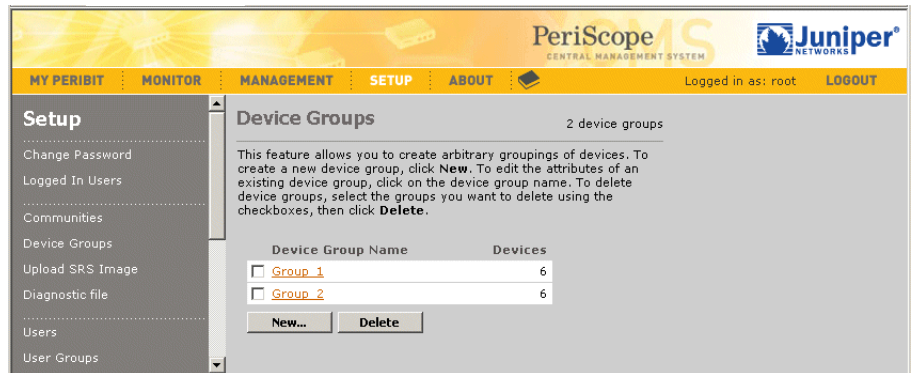 PeriScope
CENTRAL MANAGEMENT SYSTEM
CMS
Juniper®
NETWORKS
MY PERIBIT MONITOR MANAGEMENT SETUP ABOUT Logged in as: root LOGOUT
Setup
Change Password
Logged In Users
Communities
Device Groups
Upload SRS Image
Diagnostic file
Users
User Groups
Device Groups
2 device groups
This feature allows you to create arbitrary groupings of devices. To
create a new device group, click New. To edit the attributes of an
existing device group, click on the device group name. To delete
device groups, select the groups you want to delete using the
checkboxes, then click Delete.
Device Group Name Devices
Group_1 6
Group_2 6
New... Delete